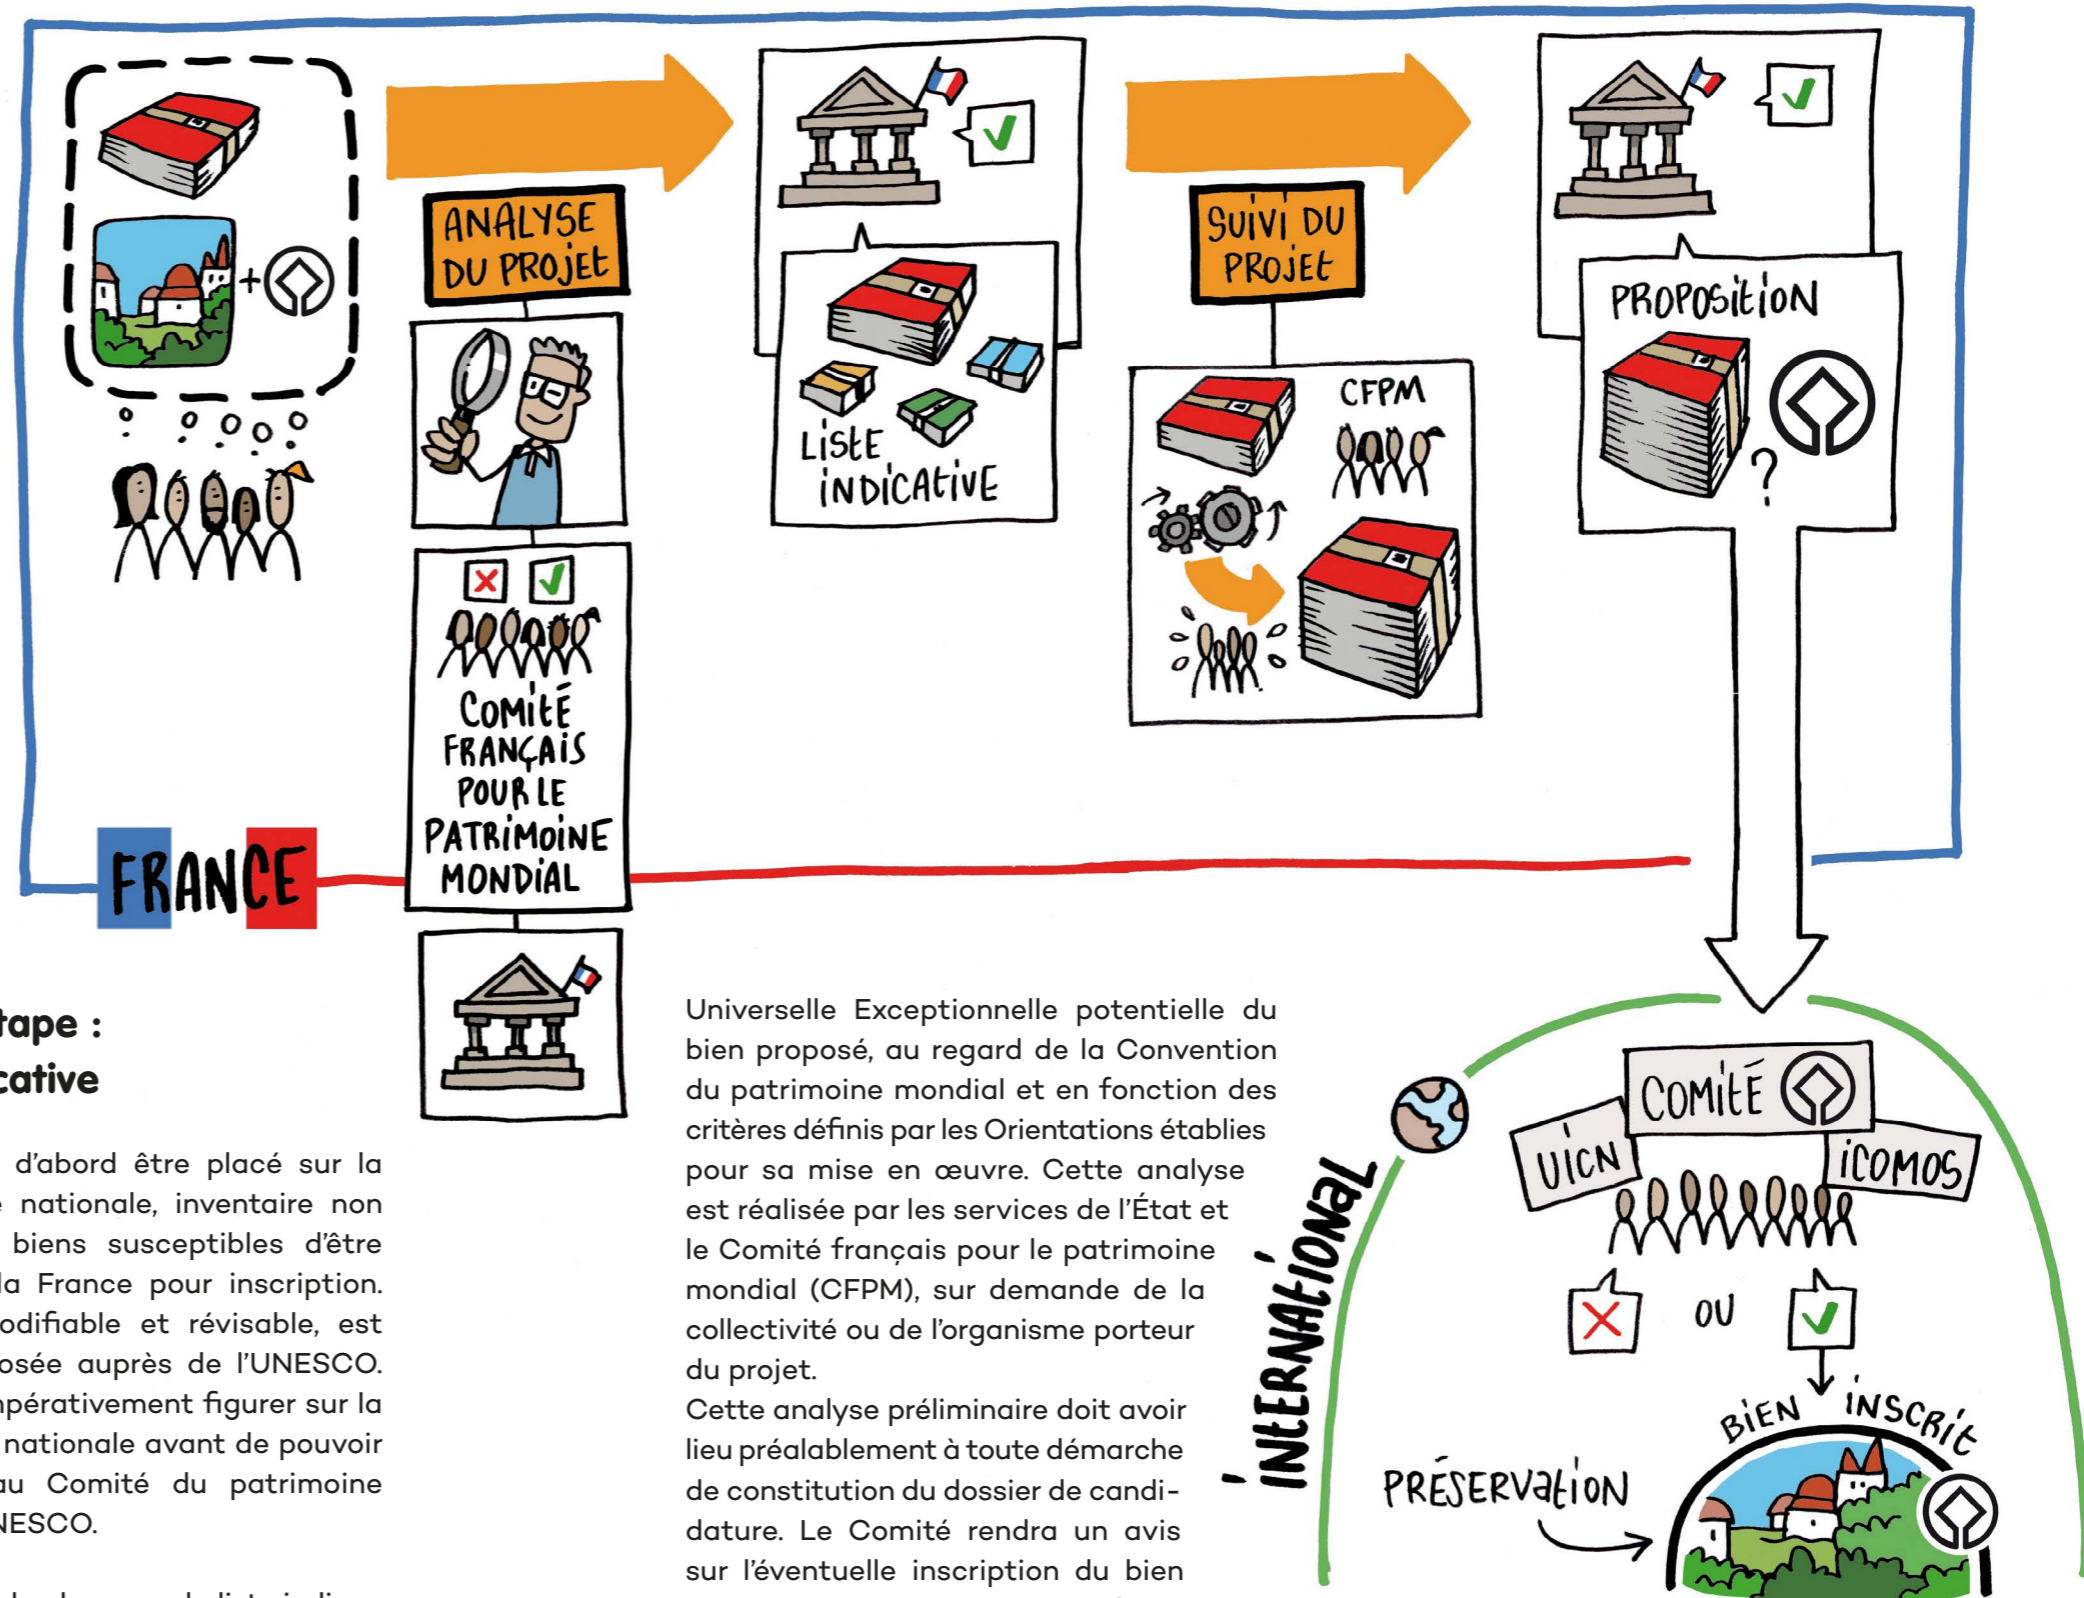 ANALYSE
DU PROJET
LISTE
INDICATIVE
SUIVI DU
PROJET
CFPM
PROPOSITION
?
COMITÉ
FRANÇAIS
POUR LE
PATRIMOINE
MONDIAL
FRANCE
tape :
cative
d'abord être placé sur la
nationale, inventaire non
biens susceptibles d'être
la France pour inscription.
odifiable et révisable, est
osée auprès de l'UNESCO.
mpérativement figurer sur la
nationale avant de pouvoir
au Comité du patrimoine
NESCO.
Universelle Exceptionnelle potentielle du
bien proposé, au regard de la Convention
du patrimoine mondial et en fonction des
critères définis par les Orientations établies
pour sa mise en œuvre. Cette analyse
est réalisée par les services de l'État et
le Comité français pour le patrimoine
mondial (CFPM), sur demande de la
collectivité ou de l'organisme porteur
du projet.
Cette analyse préliminaire doit avoir
lieu préalablement à toute démarche
de constitution du dossier de candi-
dature. Le Comité rendra un avis
sur l'éventuelle inscription du bien
INTERNATIONAL
COMITÉ
UICN
ICOMOS
OU
BIEN INSCRIT
PRÉSERVATION